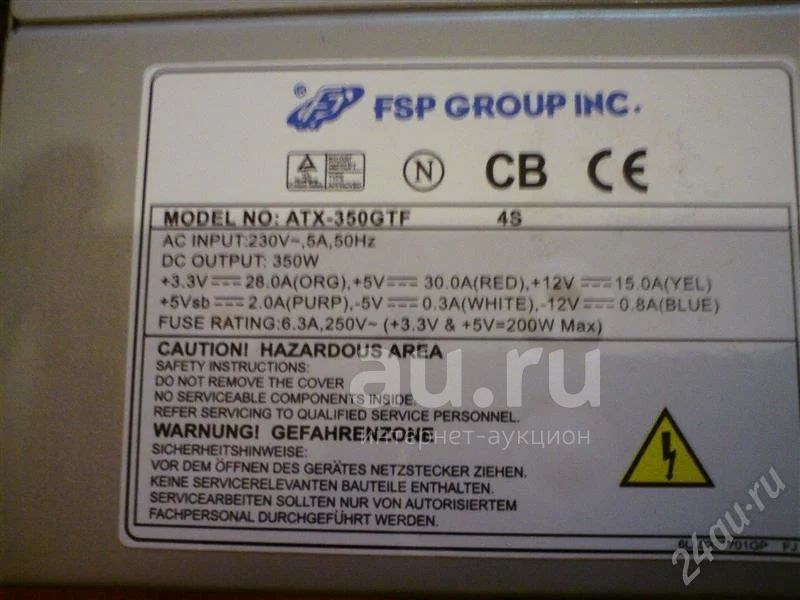 ® FSP GROUP INC.
N CB CE
MODEL NO: ATX-350GTF 4S
AC INPUT:230V~,5A,50Hz
DC OUTPUT: 350W
+3.3V⎓28.0A(ORG),+5V⎓30.0A(RED),+12V⎓15.0A(YEL)
+5Vsb⎓2.0A(PURP),-5V⎓0.3A(WHITE),-12V⎓0.8A(BLUE)
FUSE RATING:6.3A,250V~ (+3.3V & +5V=200W Max)
CAUTION! HAZARDOUS AREA
SAFETY INSTRUCTIONS:
DO NOT REMOVE THE COVER
NO SERVICEABLE COMPONENTS INSIDE.
REFER SERVICING TO QUALIFIED SERVICE PERSONNEL.
WARNUNG! GEFAHRENZONE
SICHERHEITSHINWEISE:
VOR DEM ÖFFNEN DES GERÄTES NETZSTECKER ZIEHEN.
KEINE SERVICERELEVANTEN BAUTEILE ENTHALTEN.
SERVICEARBEITEN SOLLTEN NUR VON AUTORISIERTEM
FACHPERSONAL DURCHGEFÜHRT WERDEN.
au.ru
интернет-аукцион
24au.ru